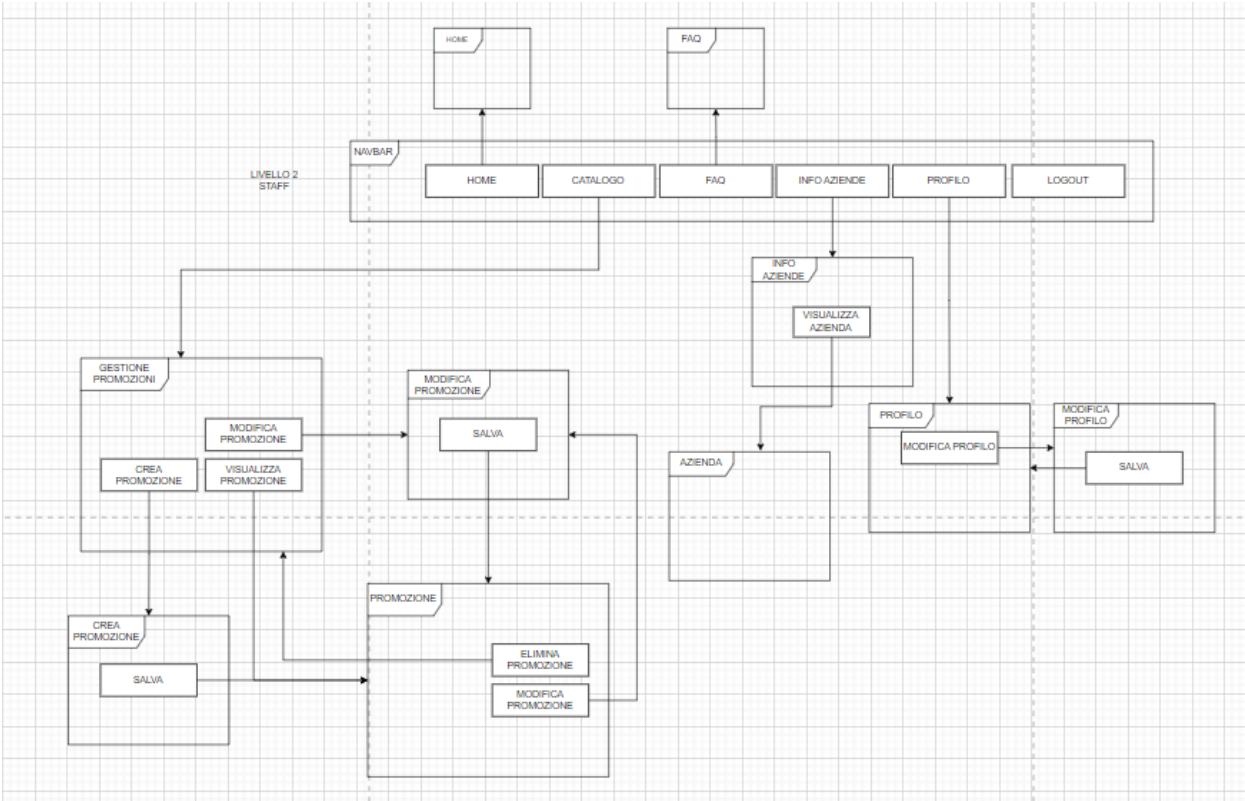 HOME
FAQ
NAVBAR
LIVELLO 2
STAFF
HOME
CATALOGO
FAQ
INFO AZIENDE
PROFILO
LOGOUT
INFO
AZIENDE
VISUALIZZA
AZIENDA
GESTIONE
PROMOZIONI
MODIFICA
PROMOZIONE
CREA
PROMOZIONE
VISUALIZZA
PROMOZIONE
MODIFICA
PROMOZIONE
SALVA
AZIENDA
PROFILO
MODIFICA PROFILO
MODIFICA
PROFILO
SALVA
CREA
PROMOZIONE
SALVA
PROMOZIONE
ELIMINA
PROMOZIONE
MODIFICA
PROMOZIONE